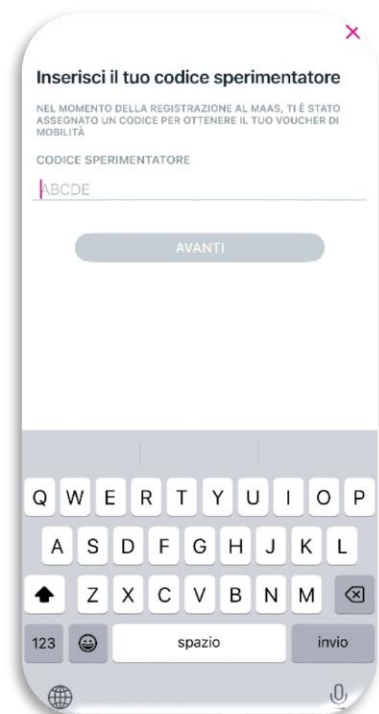 Inserisci il tuo codice sperimentatore
NEL MOMENTO DELLA REGISTRAZIONE AL MAAS, TI È STATO
ASSEGNATO UN CODICE PER OTTENERE IL TUO VOUCHER DI
MOBILITÀ
CODICE SPERIMENTATORE
ABCDE
AVANTI
Q W E R T Y U I O P
A S D F G H J K L
Z X C V B N M
123 spazio invio